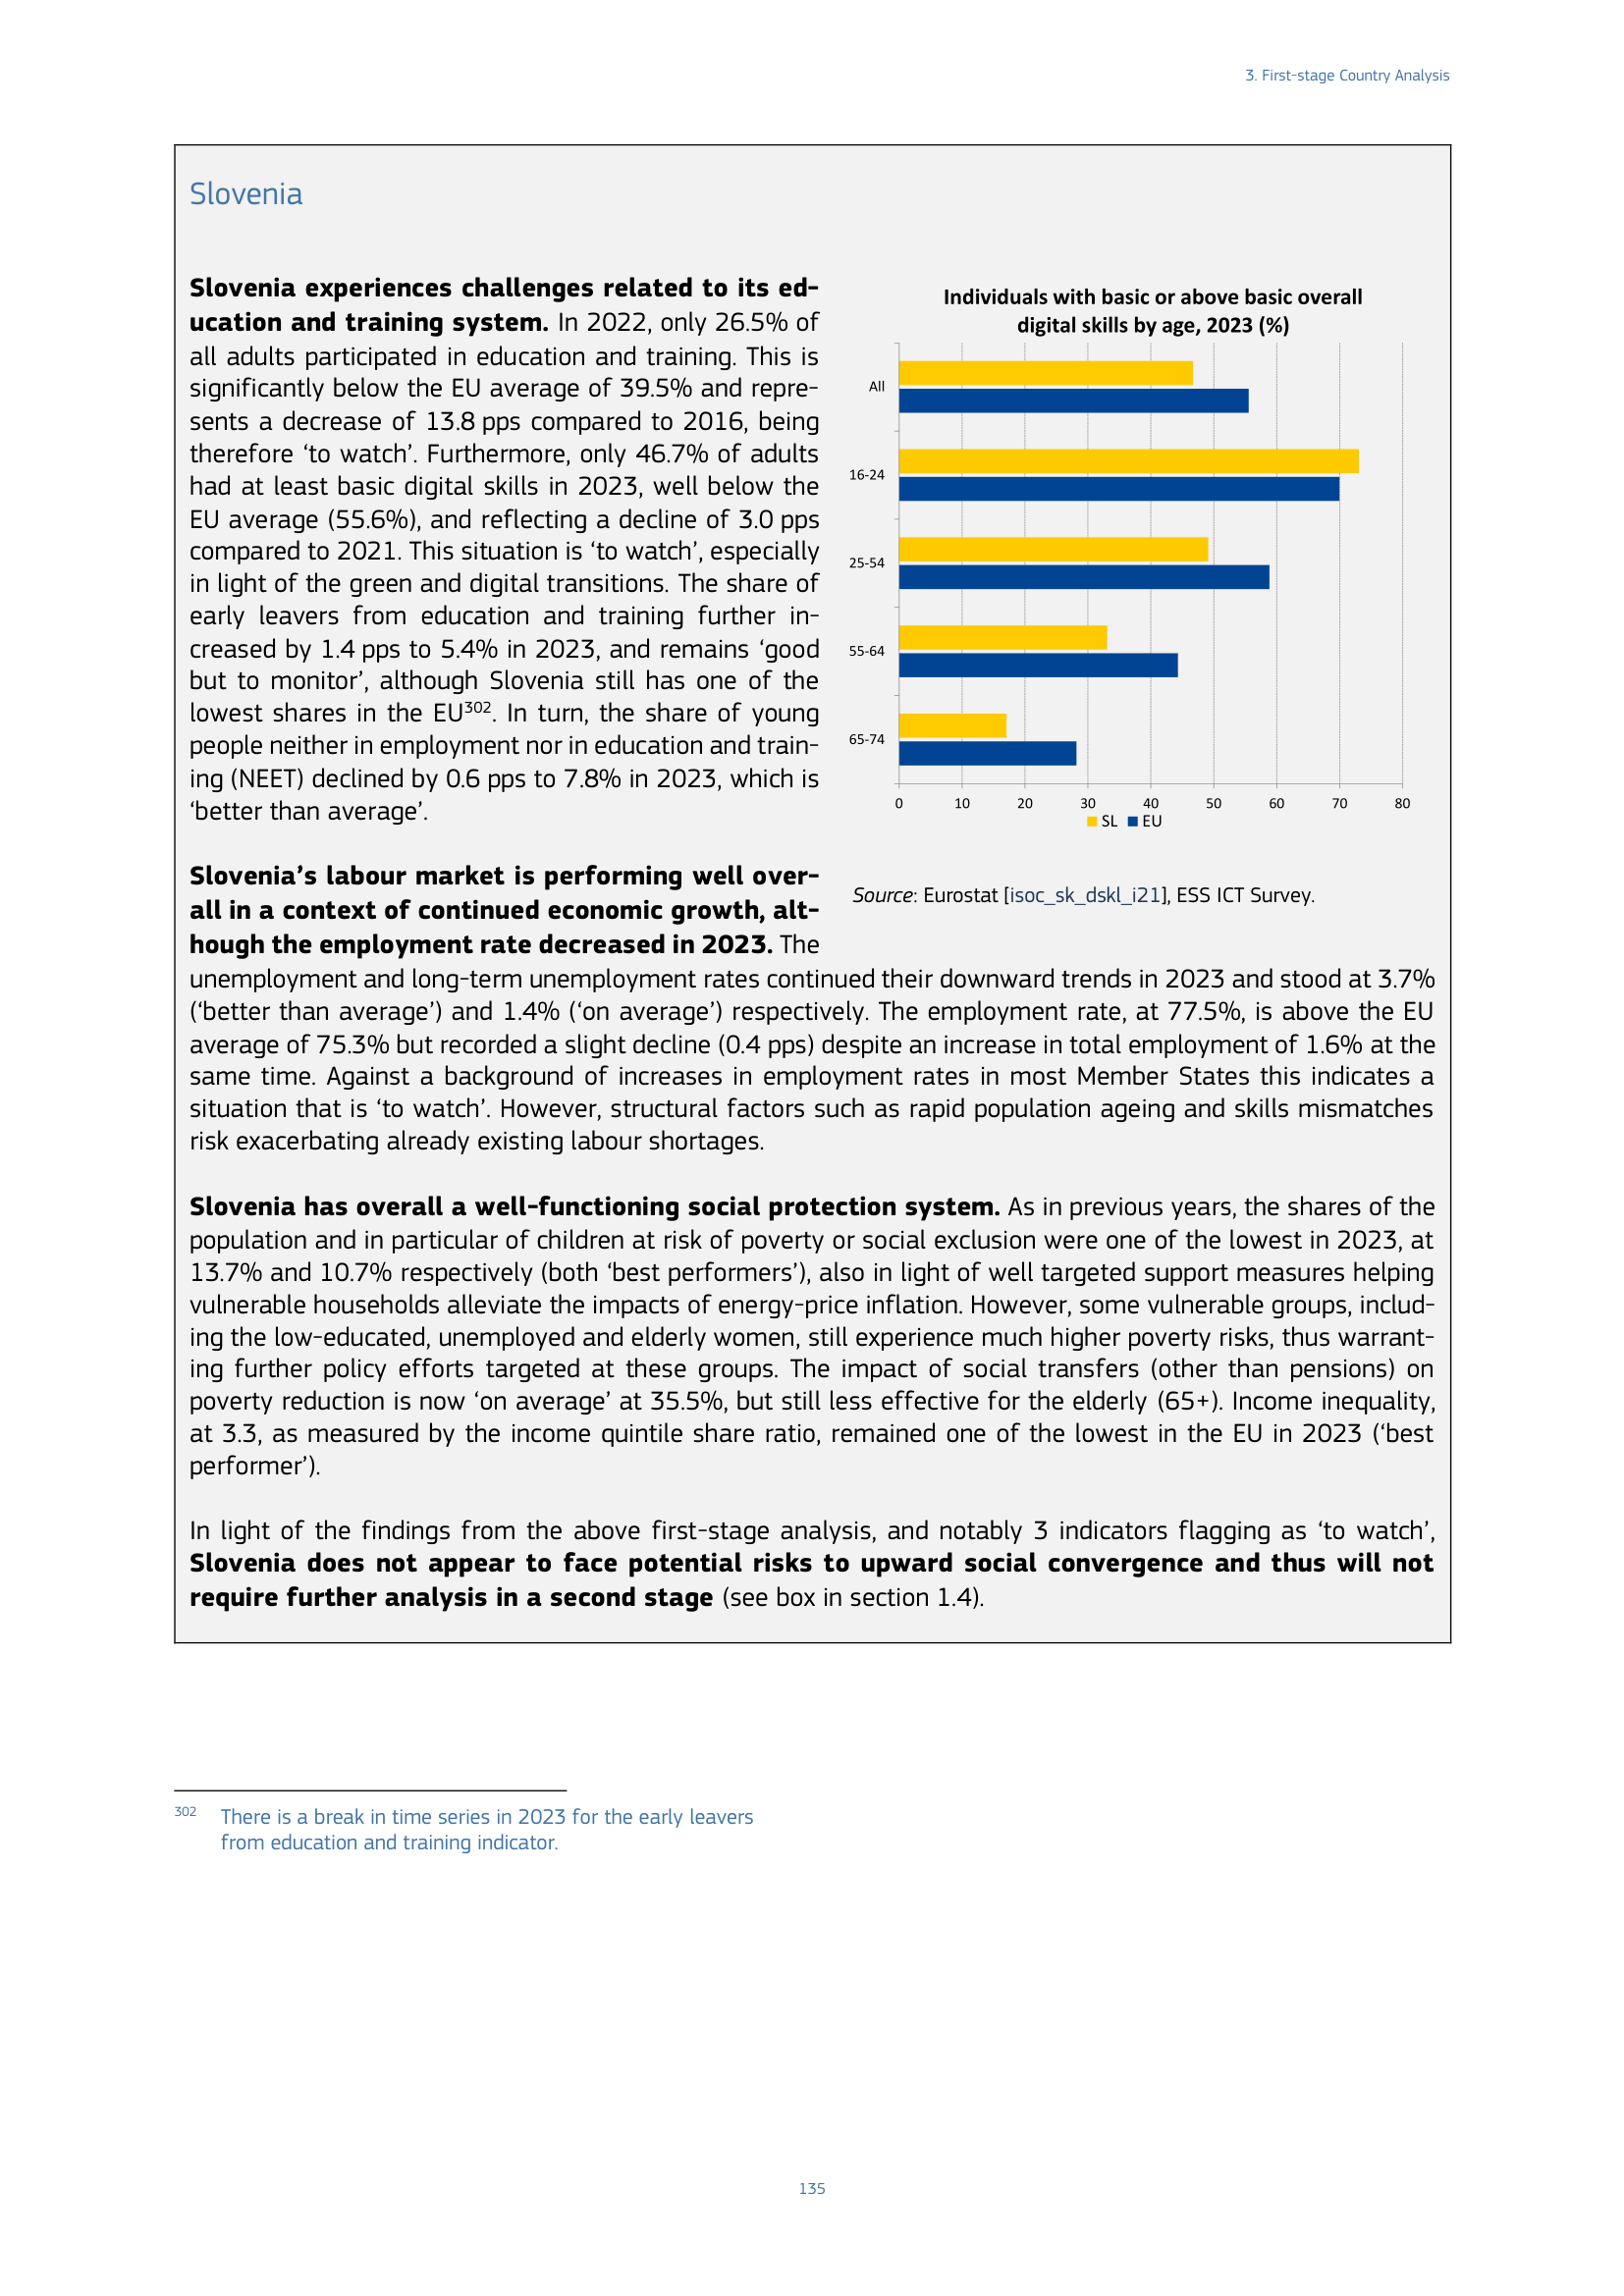 3. First-stage Country Analysis
Slovenia
Slovenia experiences challenges related to its ed-
ucation and training system. In 2022, only 26.5% of
all adults participated in education and training. This is
significantly below the EU average of 39.5% and repre-
sents a decrease of 13.8 pps compared to 2016, being
therefore ‘to watch’. Furthermore, only 46.7% of adults
had at least basic digital skills in 2023, well below the
EU average (55.6%), and reflecting a decline of 3.0 pps
compared to 2021. This situation is ‘to watch’, especially
in light of the green and digital transitions. The share of
early leavers from education and training further in-
creased by 1.4 pps to 5.4% in 2023, and remains ‘good
but to monitor’, although Slovenia still has one of the
lowest shares in the EU302. In turn, the share of young
people neither in employment nor in education and train-
ing (NEET) declined by 0.6 pps to 7.8% in 2023, which is
‘better than average’.
Individuals with basic or above basic overall
digital skills by age, 2023 (%)
All
16-24
25-54
55-64
65-74
0 10 20 30 40 50 60 70 80
SL EU
Source: Eurostat [isoc_sk_dskl_i21], ESS ICT Survey.
Slovenia’s labour market is performing well over-
all in a context of continued economic growth, alt-
hough the employment rate decreased in 2023. The
unemployment and long-term unemployment rates continued their downward trends in 2023 and stood at 3.7%
(‘better than average’) and 1.4% (‘on average’) respectively. The employment rate, at 77.5%, is above the EU
average of 75.3% but recorded a slight decline (0.4 pps) despite an increase in total employment of 1.6% at the
same time. Against a background of increases in employment rates in most Member States this indicates a
situation that is ‘to watch’. However, structural factors such as rapid population ageing and skills mismatches
risk exacerbating already existing labour shortages.
Slovenia has overall a well-functioning social protection system. As in previous years, the shares of the
population and in particular of children at risk of poverty or social exclusion were one of the lowest in 2023, at
13.7% and 10.7% respectively (both ‘best performers’), also in light of well targeted support measures helping
vulnerable households alleviate the impacts of energy-price inflation. However, some vulnerable groups, includ-
ing the low-educated, unemployed and elderly women, still experience much higher poverty risks, thus warrant-
ing further policy efforts targeted at these groups. The impact of social transfers (other than pensions) on
poverty reduction is now ‘on average’ at 35.5%, but still less effective for the elderly (65+). Income inequality,
at 3.3, as measured by the income quintile share ratio, remained one of the lowest in the EU in 2023 (‘best
performer’).
In light of the findings from the above first-stage analysis, and notably 3 indicators flagging as ‘to watch’,
Slovenia does not appear to face potential risks to upward social convergence and thus will not
require further analysis in a second stage (see box in section 1.4).
302 There is a break in time series in 2023 for the early leavers
from education and training indicator.
135